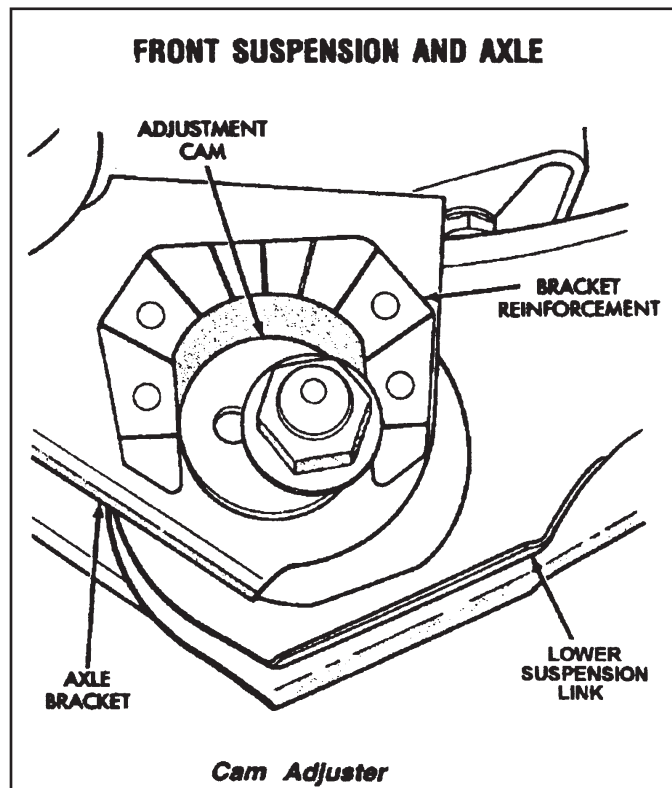 FRONT SUSPENSION AND AXLE
ADJUSTMENT
CAM
BRACKET
REINFORCEMENT
AXLE
BRACKET
LOWER
SUSPENSION
LINK
Cam Adjuster